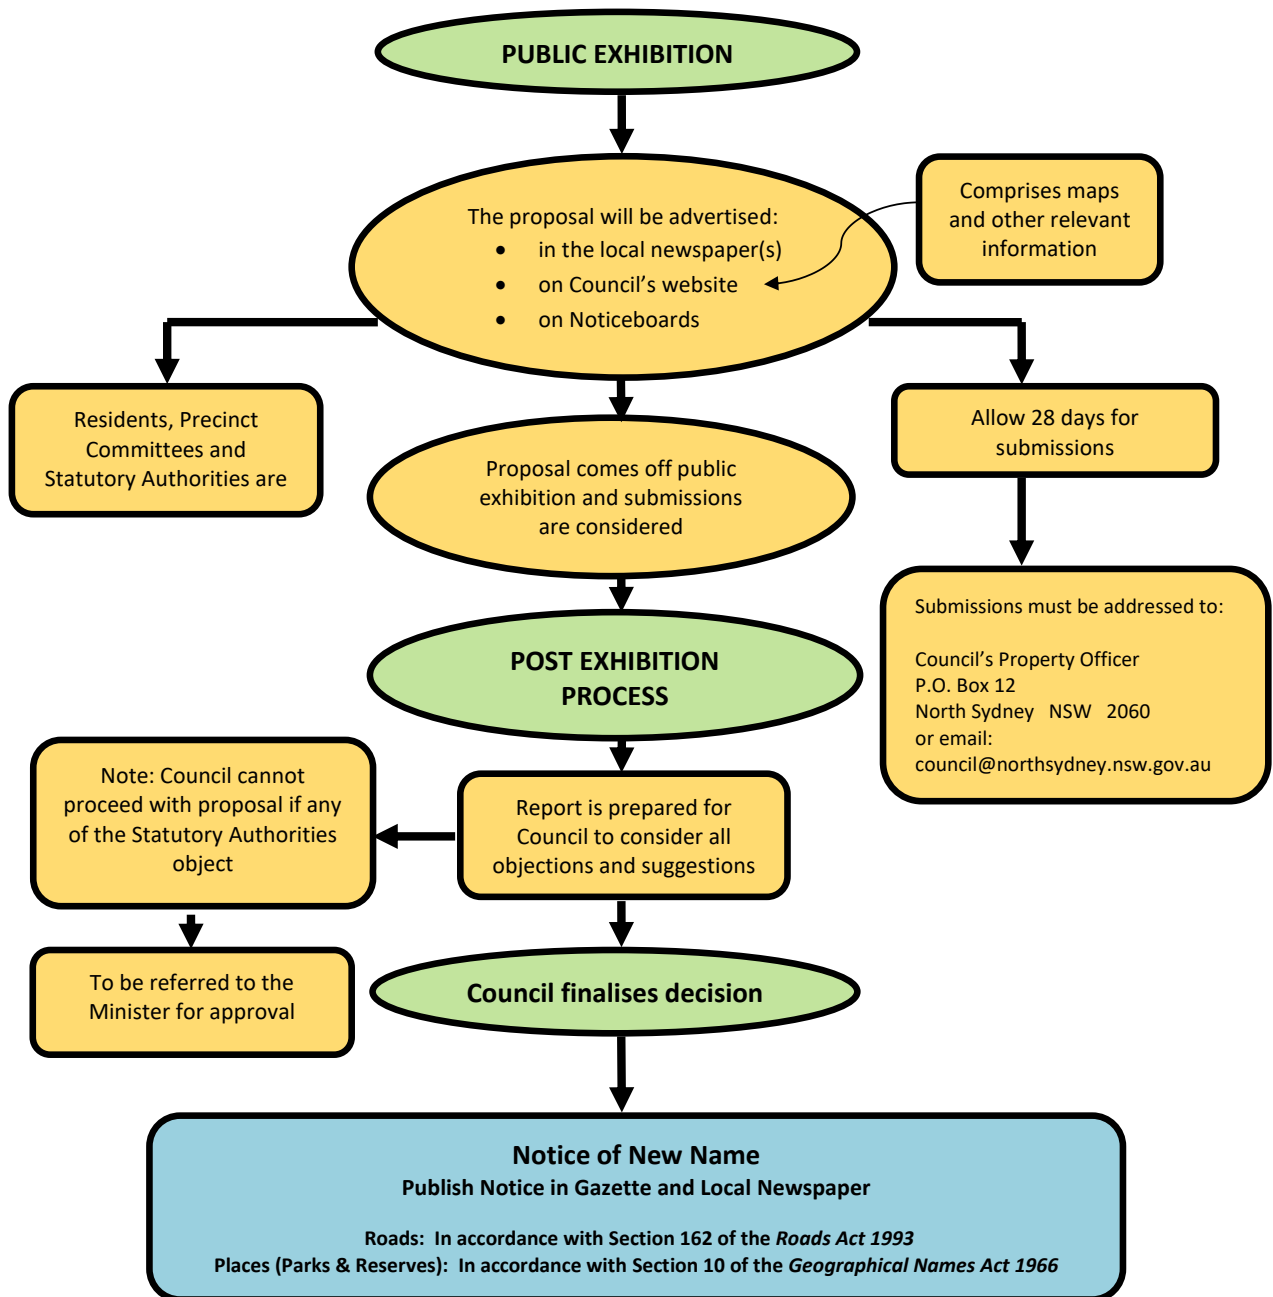 PUBLIC EXHIBITION
The proposal will be advertised:
• in the local newspaper(s)
• on Council’s website
• on Noticeboards
Comprises maps
and other relevant
information
Residents, Precinct
Committees and
Statutory Authorities are
Allow 28 days for
submissions
Proposal comes off public
exhibition and submissions
are considered
Submissions must be addressed to:
Council’s Property Officer
P.O. Box 12
North Sydney NSW 2060
or email:
council@northsydney.nsw.gov.au
POST EXHIBITION
PROCESS
Note: Council cannot
proceed with proposal if any
of the Statutory Authorities
object
Report is prepared for
Council to consider all
objections and suggestions
To be referred to the
Minister for approval
Council finalises decision
Notice of New Name
Publish Notice in Gazette and Local Newspaper
Roads: In accordance with Section 162 of the Roads Act 1993
Places (Parks & Reserves): In accordance with Section 10 of the Geographical Names Act 1966